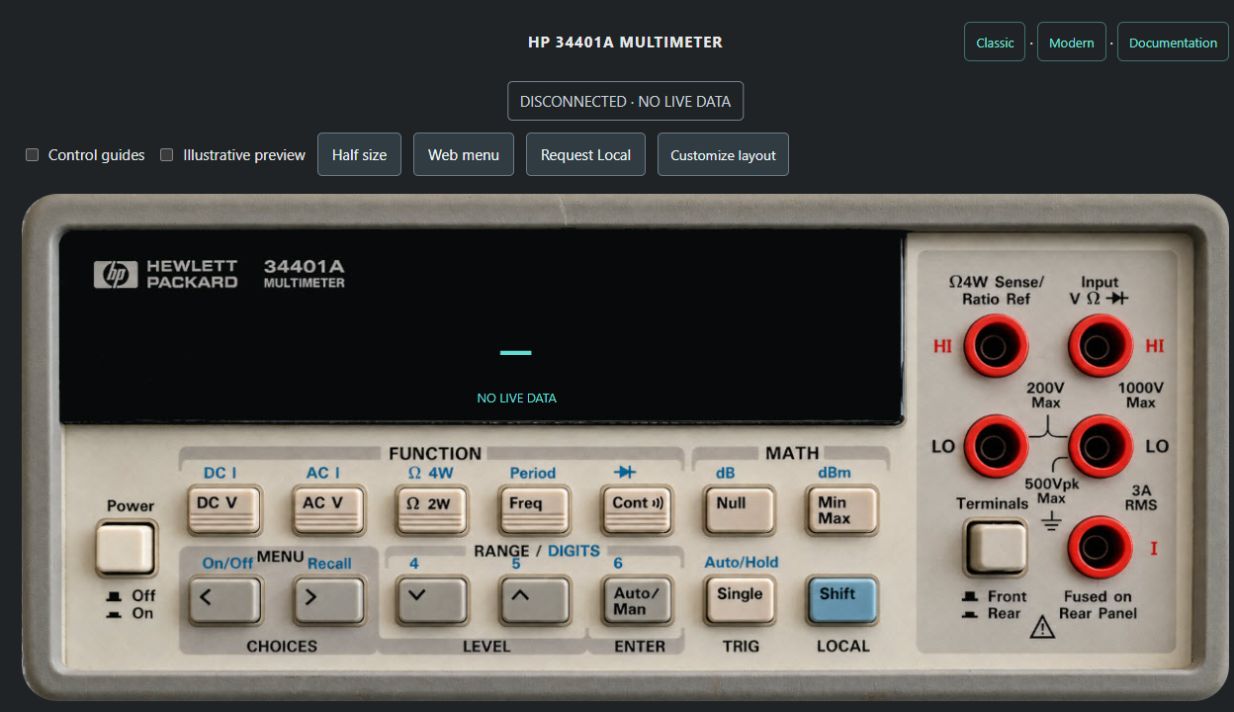 HP 34401A MULTIMETER
Classic · Modern · Documentation
DISCONNECTED · NO LIVE DATA
Control guides
Illustrative preview
Half size
Web menu
Request Local
Customize layout
hp HEWLETT PACKARD
34401A
MULTIMETER
NO LIVE DATA
Ω4W Sense/
Ratio Ref
Input
V Ω
HI
HI
200V
Max
1000V
Max
LO
LO
500Vpk
Max
3A
RMS
Terminals
I
Front
Rear
Fused on
Rear Panel
FUNCTION
MATH
DC I
AC I
Ω 4W
Period
dB
dBm
Power
DC V
AC V
Ω 2W
Freq
Cont
Null
Min
Max
Off
On
On/Off
MENU
Recall
RANGE / DIGITS
4
5
6
Auto/Hold
<
>
Auto/
Man
Single
Shift
CHOICES
LEVEL
ENTER
TRIG
LOCAL